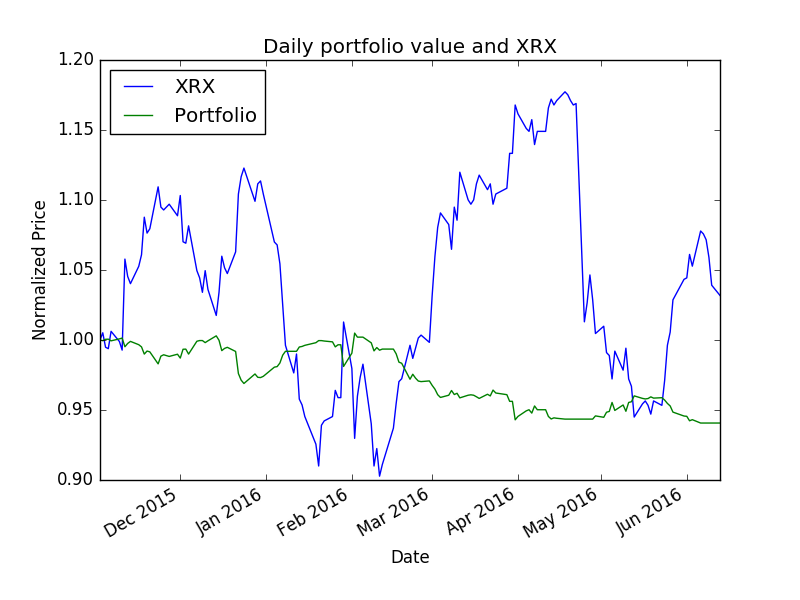 Daily portfolio value and XRX
1.20
1.15
1.10
1.05
1.00
0.95
0.90
Normalized Price
XRX
Portfolio
Dec 2015
Jan 2016
Feb 2016
Mar 2016
Apr 2016
May 2016
Jun 2016
Date